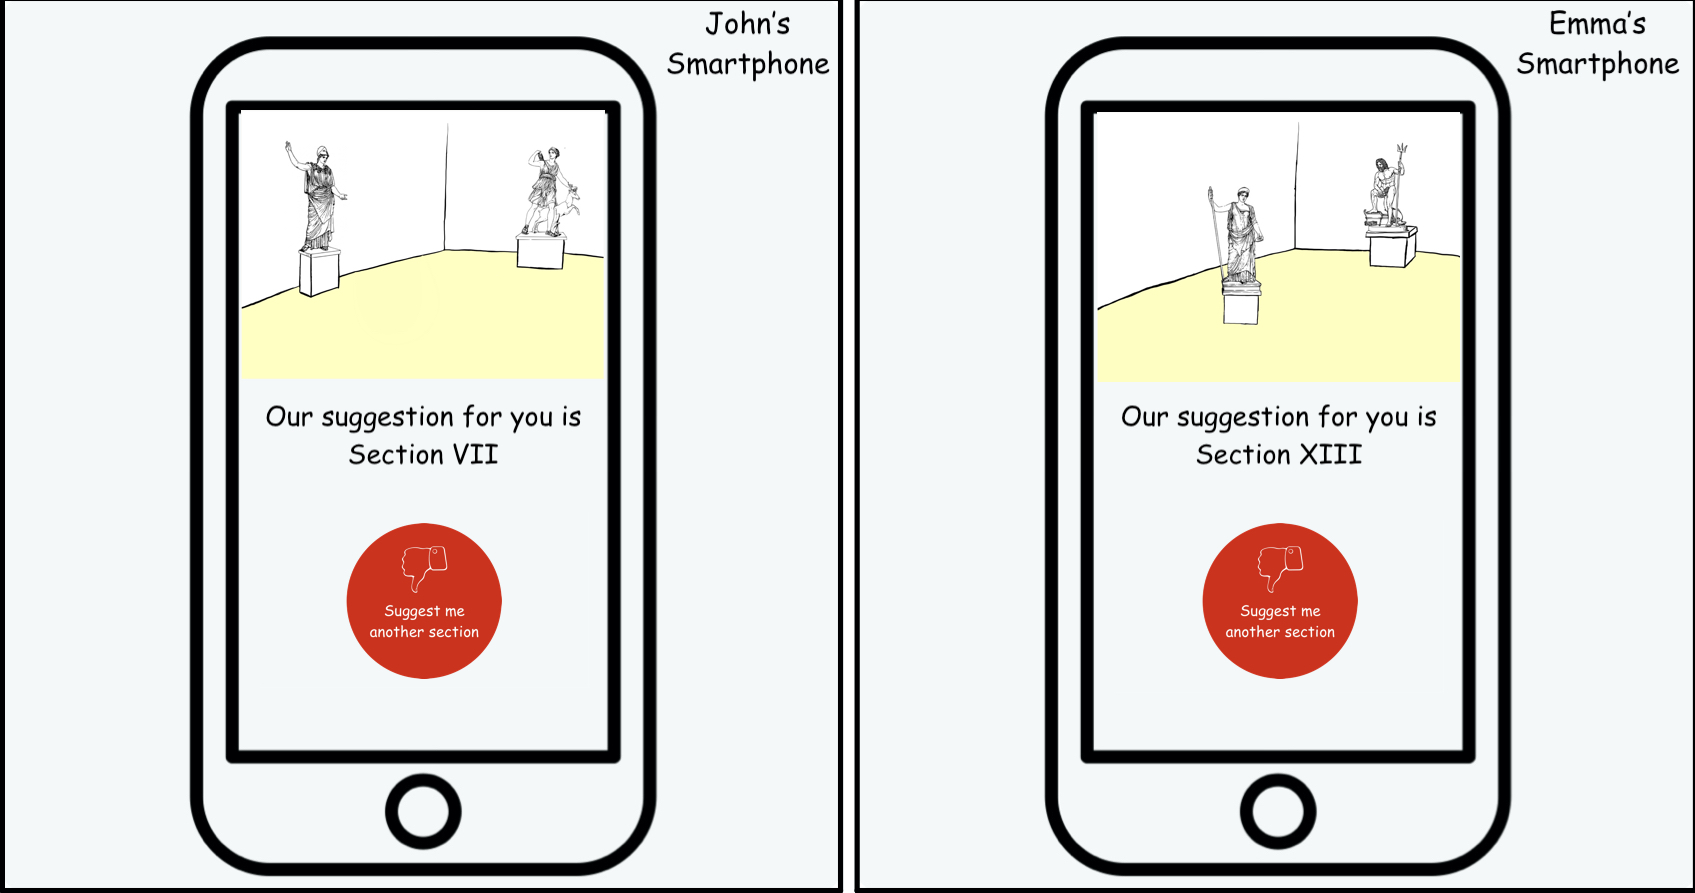 John's
Smartphone
Our suggestion for you is
Section VII
Suggest me
another section
Emma's
Smartphone
Our suggestion for you is
Section XIII
Suggest me
another section